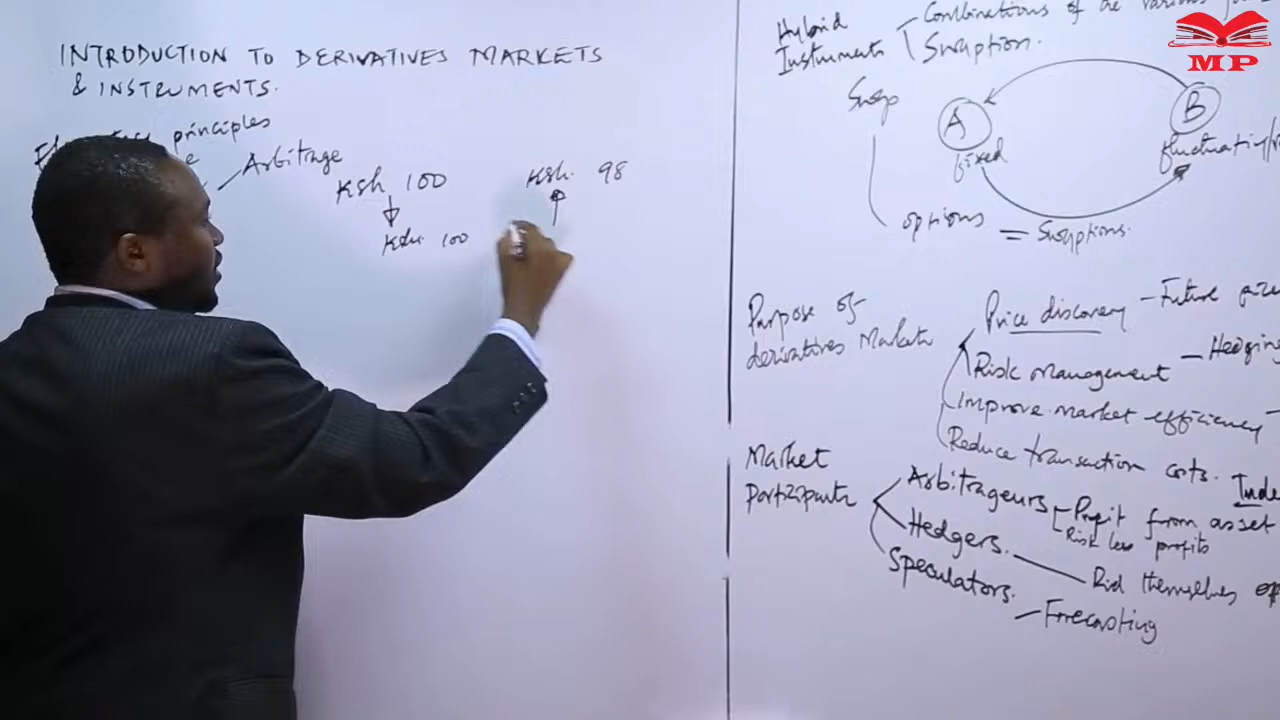 INTRODUCTION TO DERIVATIVES MARKETS
& INSTRUMENTS.
principles
Arbitrage
Ksh 100
Ksh. 98
Ksh. 100
Hybrid
Instruments
Combinations of the various
Swaption.
Swap
A
B
fixed
fluctuating/
options = Swaptions.
Purpose of
derivatives Markets
Price discovery - Future
Risk management - Hedging
Improve market efficiency -
Reduce transaction costs.
Market
participants
Arbitrageurs - Profit from asset
Risk less profits
Hedgers. Rid themselves of
Speculators.
- Forecasting
MP